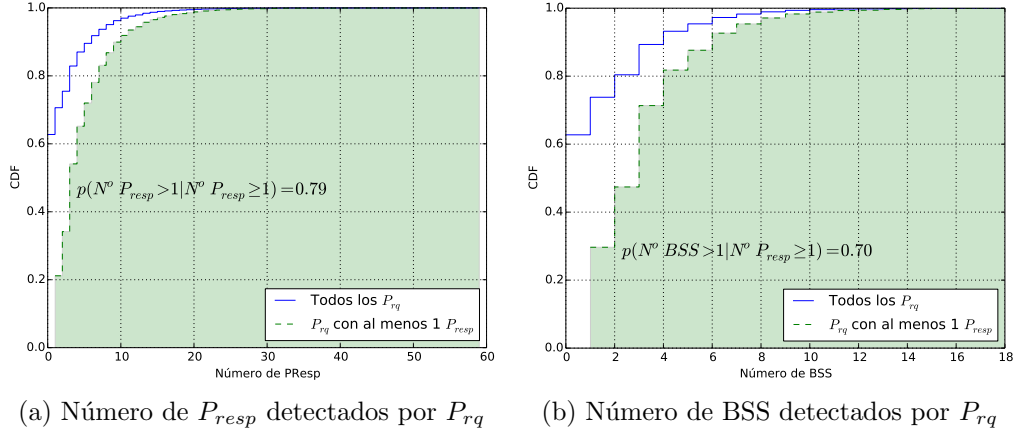 1.0
0.8
0.6
0.4
0.2
0.0
CDF
0 10 20 30 40 50 60
Número de PResp
p(Nº P_resp >1|Nº P_resp ≥1)=0.79
Todos los P_rq
P_rq con al menos 1 P_resp
(a) Número de P_resp detectados por P_rq
1.0
0.8
0.6
0.4
0.2
0.0
CDF
0 2 4 6 8 10 12 14 16 18
Número de BSS
p(Nº BSS >1|Nº P_resp ≥1)=0.70
Todos los P_rq
P_rq con al menos 1 P_resp
(b) Número de BSS detectados por P_rq